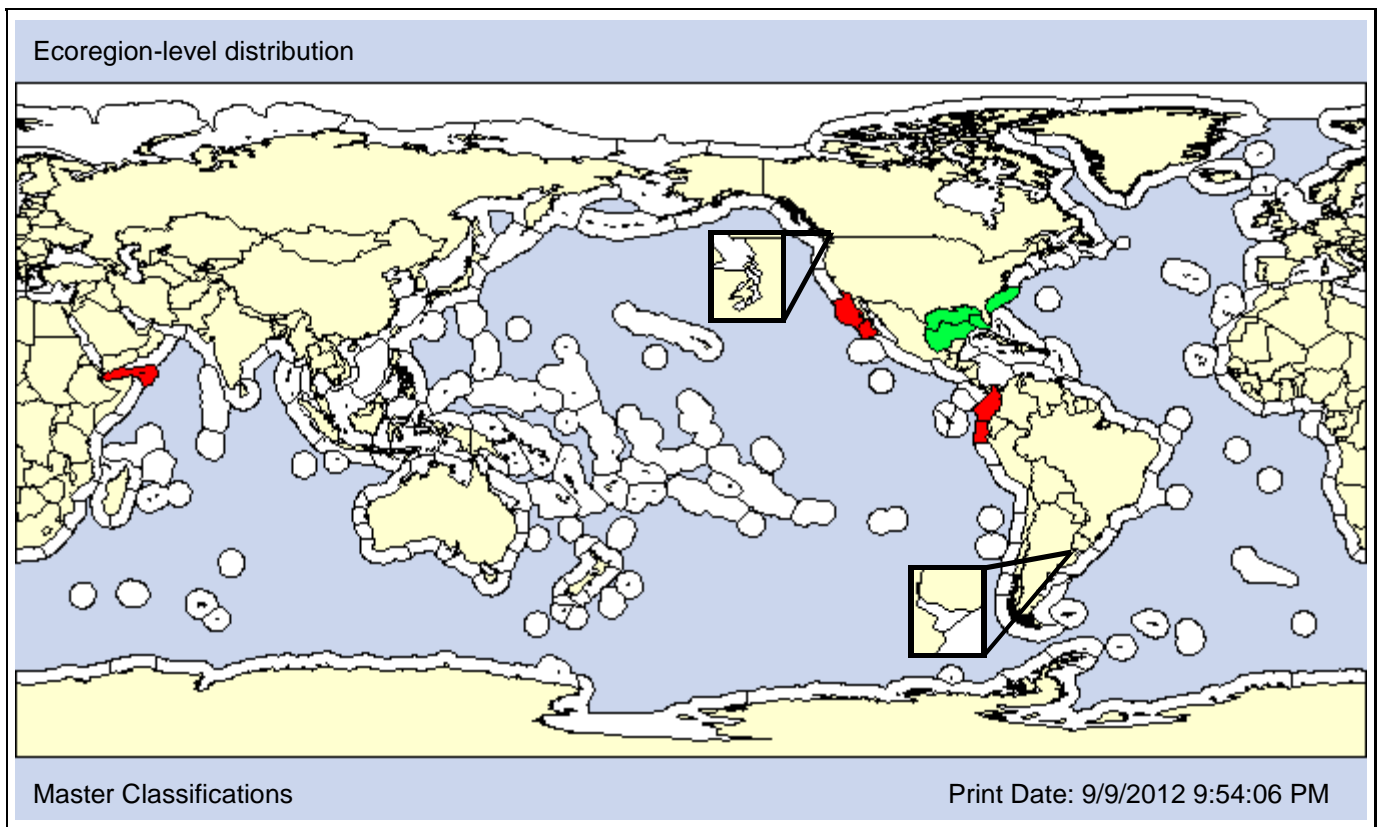 Ecoregion-level distribution
Master Classifications
Print Date: 9/9/2012 9:54:06 PM